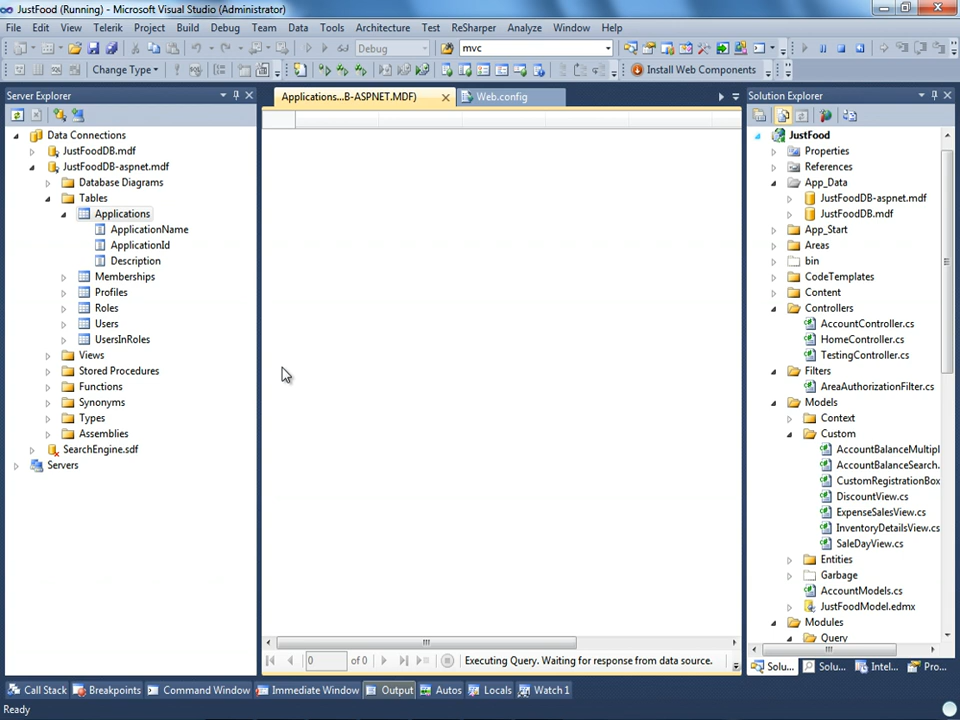 JustFood (Running) - Microsoft Visual Studio (Administrator)
File Edit View Telerik Project Build Debug Team Data Tools Architecture Test ReSharper Analyze Window Help
Debug mvc
Change Type Install Web Components
Server Explorer
Data Connections
JustFoodDB.mdf
JustFoodDB-aspnet.mdf
Database Diagrams
Tables
Applications
ApplicationName
ApplicationId
Description
Memberships
Profiles
Roles
Users
UsersInRoles
Views
Stored Procedures
Functions
Synonyms
Types
Assemblies
SearchEngine.sdf
Servers
Applications...B-ASPNET.MDF) Web.config
0 of 0 Executing Query. Waiting for response from data source.
Solution Explorer
JustFood
Properties
References
App_Data
JustFoodDB-aspnet.mdf
JustFoodDB.mdf
App_Start
Areas
bin
CodeTemplates
Content
Controllers
AccountController.cs
HomeController.cs
TestingController.cs
Filters
AreaAuthorizationFilter.cs
Models
Context
Custom
AccountBalanceMultipl
AccountBalanceSearch.
CustomRegistrationBox
DiscountView.cs
ExpenseSalesView.cs
InventoryDetailsView.cs
SaleDayView.cs
Entities
Garbage
AccountModels.cs
JustFoodModel.edmx
Modules
Query
Solu... Solu... Intel... Pro...
Call Stack Breakpoints Command Window Immediate Window Output Autos Locals Watch 1
Ready